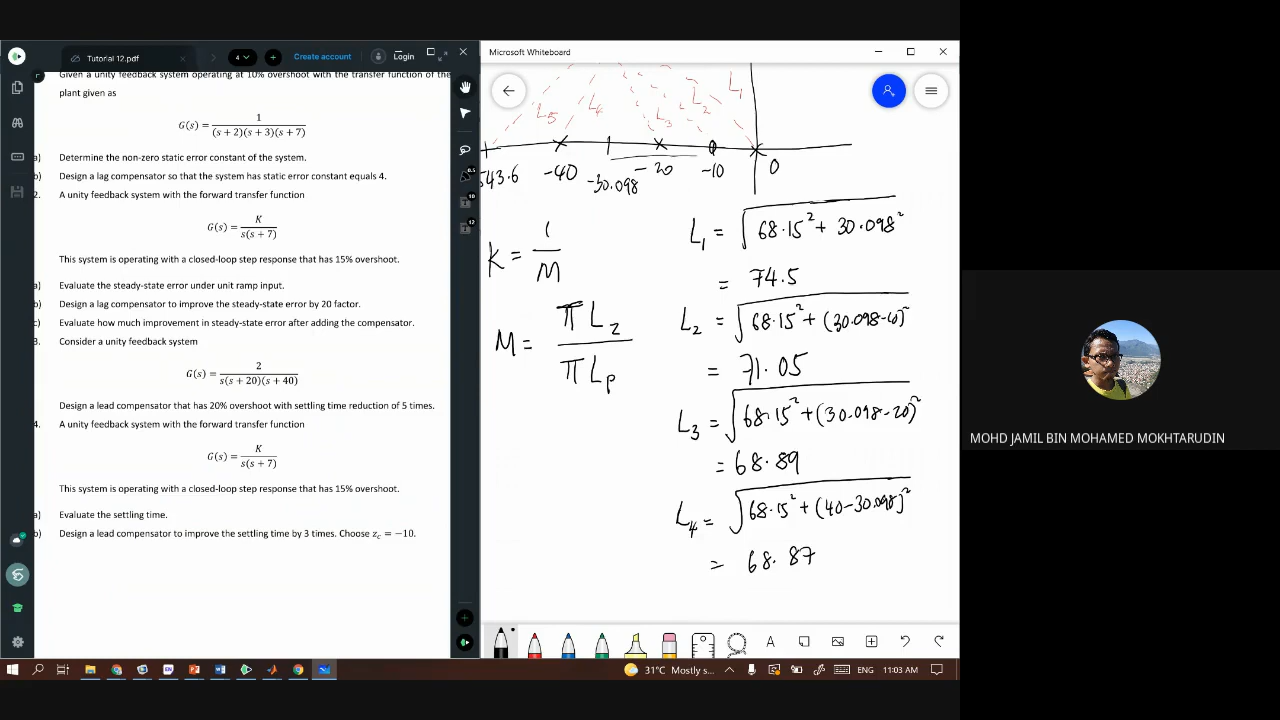 Tutorial 12.pdf
4
Create account
Login
Given a unity feedback system operating at 10% overshoot with the transfer function of the
plant given as
G(s) = 1 / (s + 2)(s + 3)(s + 7)
a) Determine the non-zero static error constant of the system.
b) Design a lag compensator so that the system has static error constant equals 4.
2. A unity feedback system with the forward transfer function
G(s) = K / s(s + 7)
This system is operating with a closed-loop step response that has 15% overshoot.
a) Evaluate the steady-state error under unit ramp input.
b) Design a lag compensator to improve the steady-state error by 20 factor.
c) Evaluate how much improvement in steady-state error after adding the compensator.
3. Consider a unity feedback system
G(s) = 2 / s(s + 20)(s + 40)
Design a lead compensator that has 20% overshoot with settling time reduction of 5 times.
4. A unity feedback system with the forward transfer function
G(s) = K / s(s + 7)
This system is operating with a closed-loop step response that has 15% overshoot.
a) Evaluate the settling time.
b) Design a lead compensator to improve the settling time by 3 times. Choose z_c = −10.
0.5
10
12
Microsoft Whiteboard
L5 L4 L3 L2 L1
543.6 -40 -30.098 -20 -10 0
K = 1 / M
M = π L_z / π L_p
L1 = √(68.15² + 30.098²)
= 74.5
L2 = √(68.15² + (30.098-10)²)
= 71.05
L3 = √(68.15² + (30.098-20)²)
= 68.89
L4 = √(68.15² + (40-30.098)²)
= 68.87
MOHD JAMIL BIN MOHAMED MOKHTARUDIN
31°C Mostly s...
ENG
11:03 AM